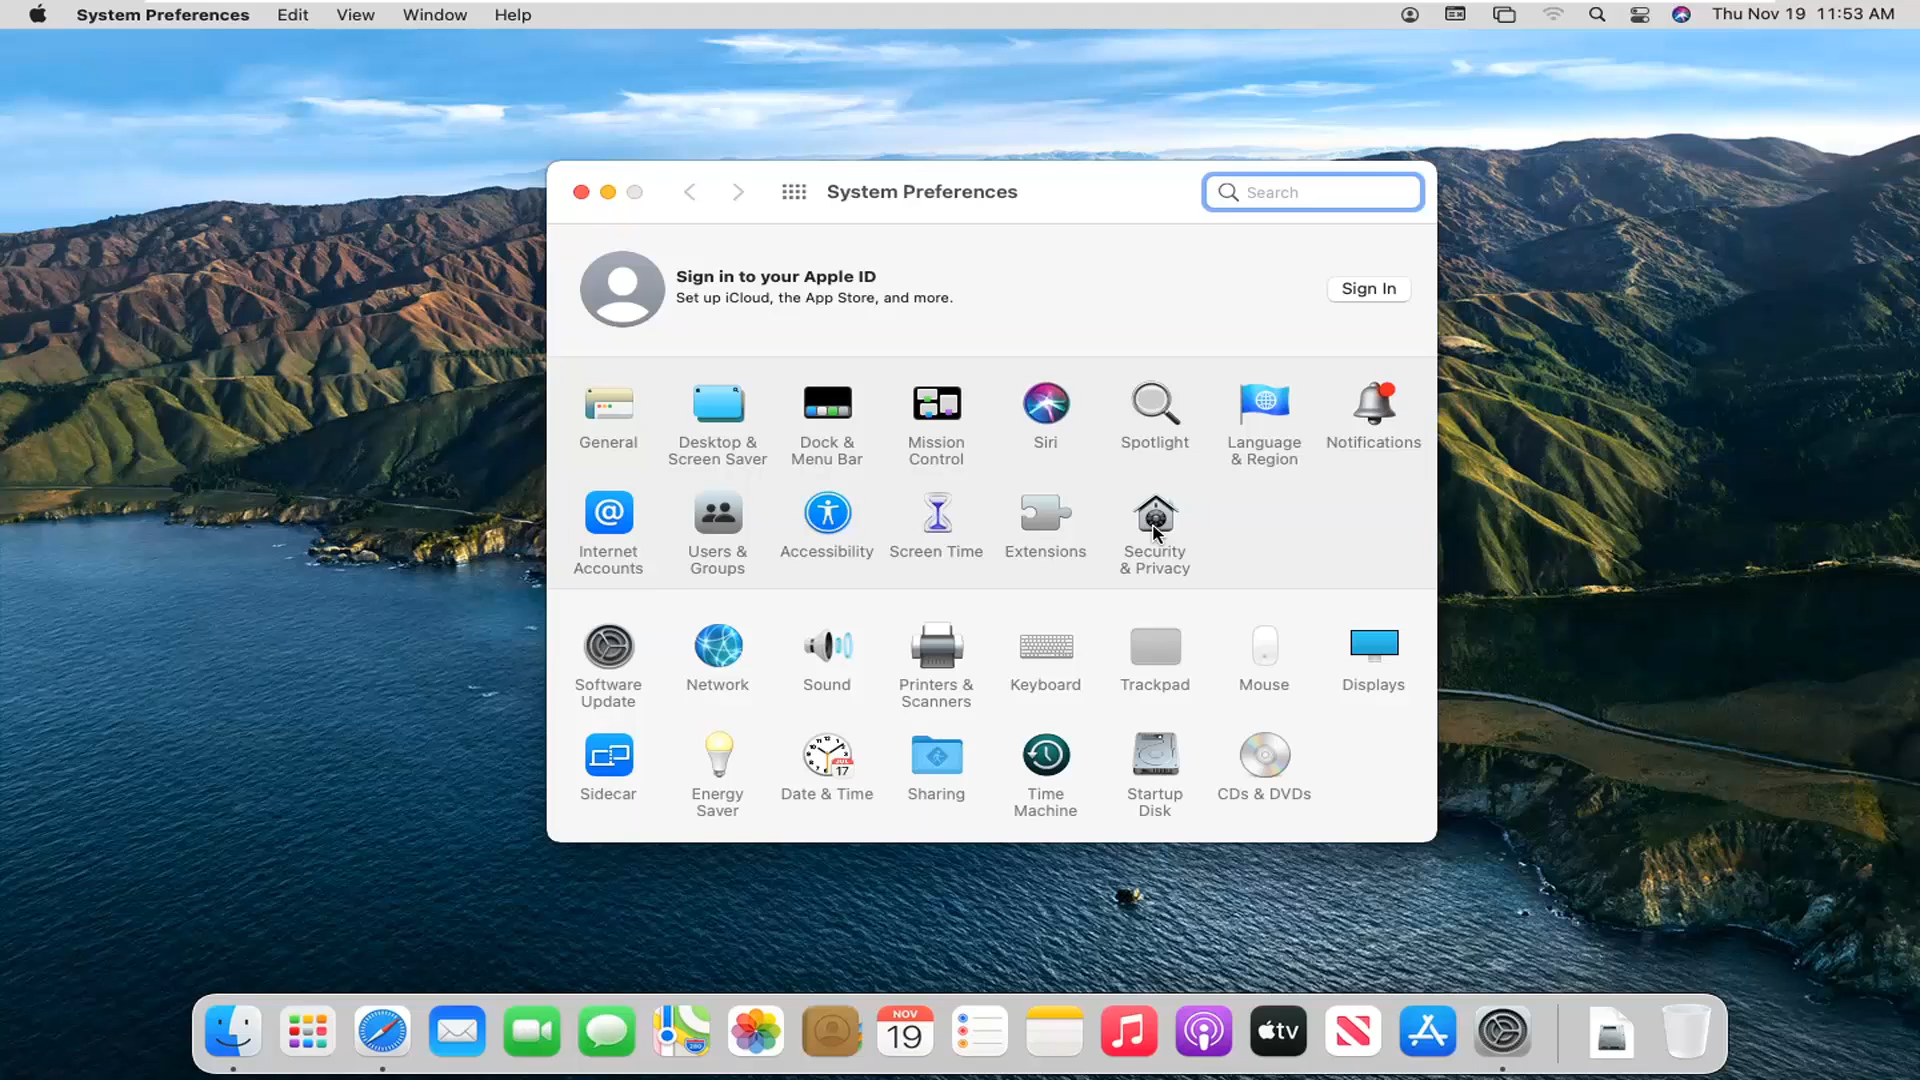 System Preferences Edit View Window Help Thu Nov 19 11:53 AM
System Preferences Search
Sign in to your Apple ID
Set up iCloud, the App Store, and more.
Sign In
General
Desktop &
Screen Saver
Dock &
Menu Bar
Mission
Control
Siri
Spotlight
Language
& Region
Notifications
Internet
Accounts
Users &
Groups
Accessibility
Screen Time
Extensions
Security
& Privacy
Software
Update
Network
Sound
Printers &
Scanners
Keyboard
Trackpad
Mouse
Displays
Sidecar
Energy
Saver
JUL
17
Date & Time
Sharing
Time
Machine
Startup
Disk
CDs & DVDs
280
NOV
19
tv